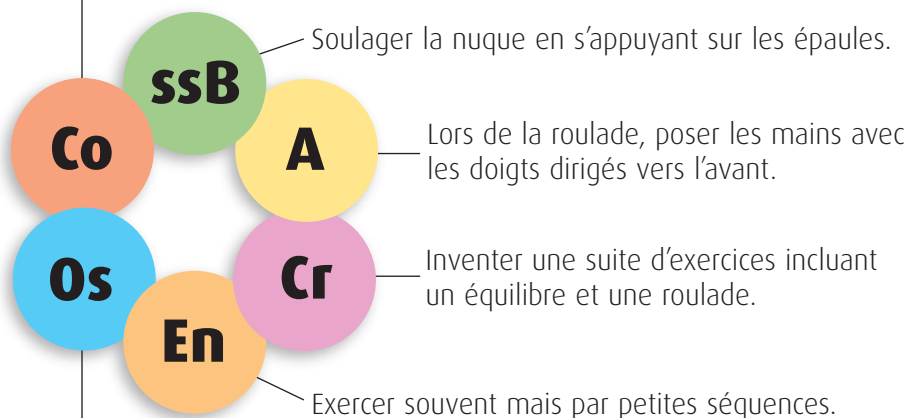 ssB
Soulager la nuque en s’appuyant sur les épaules.
Co
A
Lors de la roulade, poser les mains avec
les doigts dirigés vers l’avant.
Os
Cr
Inventer une suite d’exercices incluant
un équilibre et une roulade.
En
Exercer souvent mais par petites séquences.